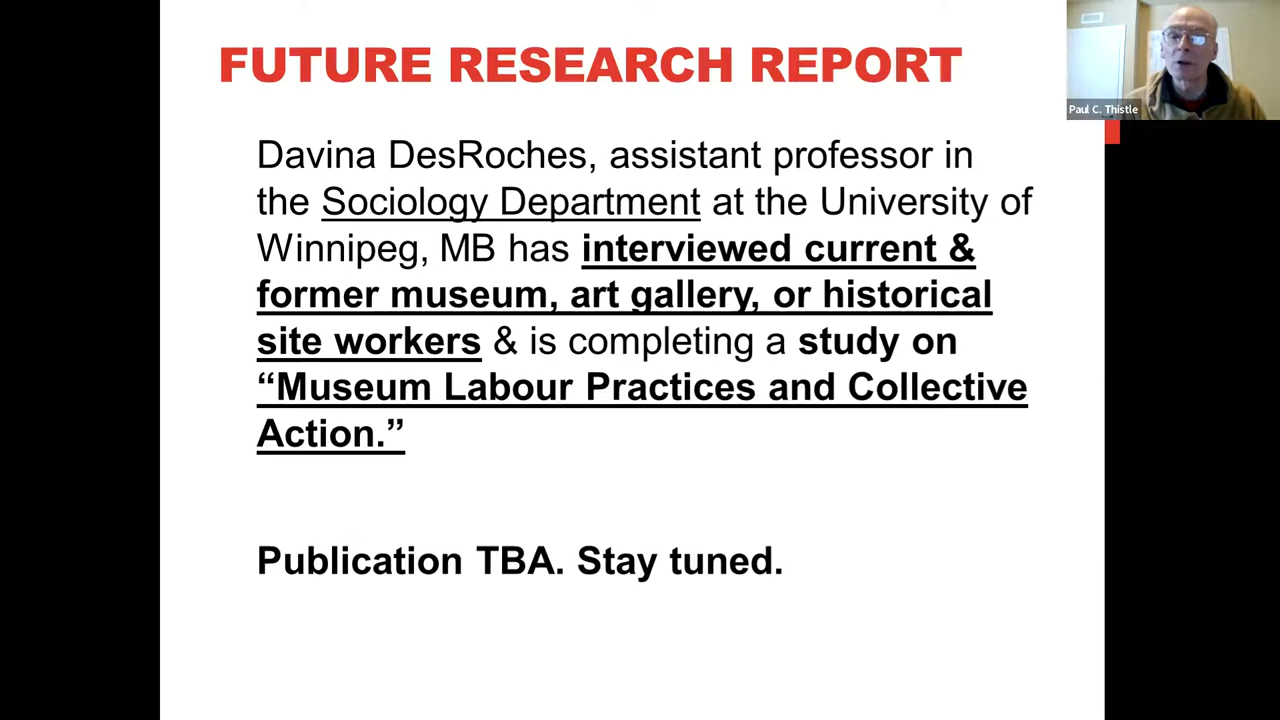 FUTURE RESEARCH REPORT
Paul C. Thistle
Davina DesRoches, assistant professor in
the Sociology Department at the University of
Winnipeg, MB has interviewed current &
former museum, art gallery, or historical
site workers & is completing a study on
“Museum Labour Practices and Collective
Action.”
Publication TBA. Stay tuned.